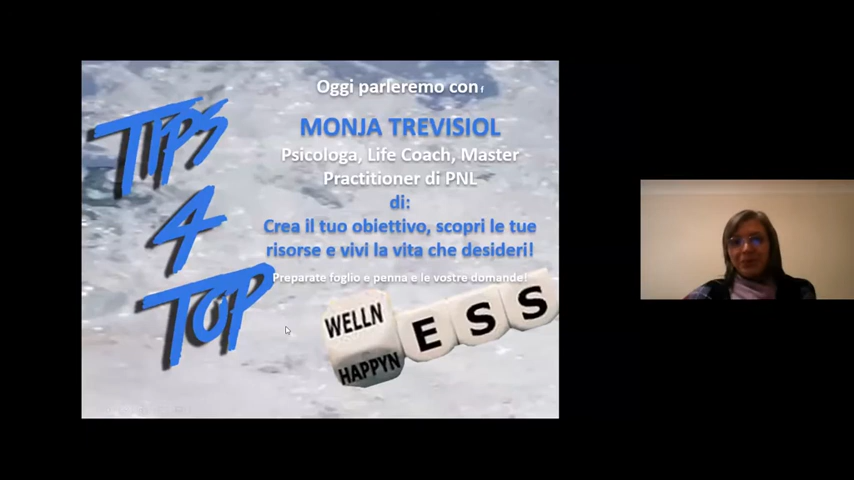 TIPS
4
TOP
Oggi parleremo con
MONJA TREVISIOL
Psicologa, Life Coach, Master
Practitioner di PNL
di:
Crea il tuo obiettivo, scopri le tue
risorse e vivi la vita che desideri!
Preparate foglio e penna e le vostre domande!
WELLN
HAPPYN
ESS